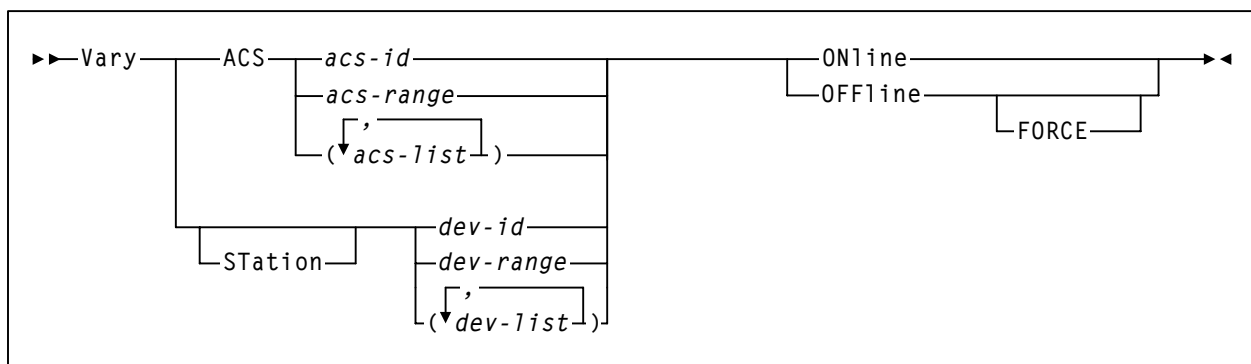 Vary ACS acs-id ONline
acs-range OFFline
, FORCE
( acs-list )
dev-id
STation dev-range
,
( dev-list )